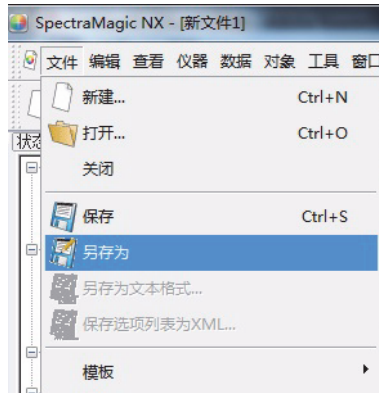 SpectraMagic NX - [新文件1]
文件 编辑 查看 仪器 数据 对象 工具 窗口
新建... Ctrl+N
状态
打开... Ctrl+O
关闭
保存 Ctrl+S
另存为
另存为文本格式...
保存选项列表为XML...
模板